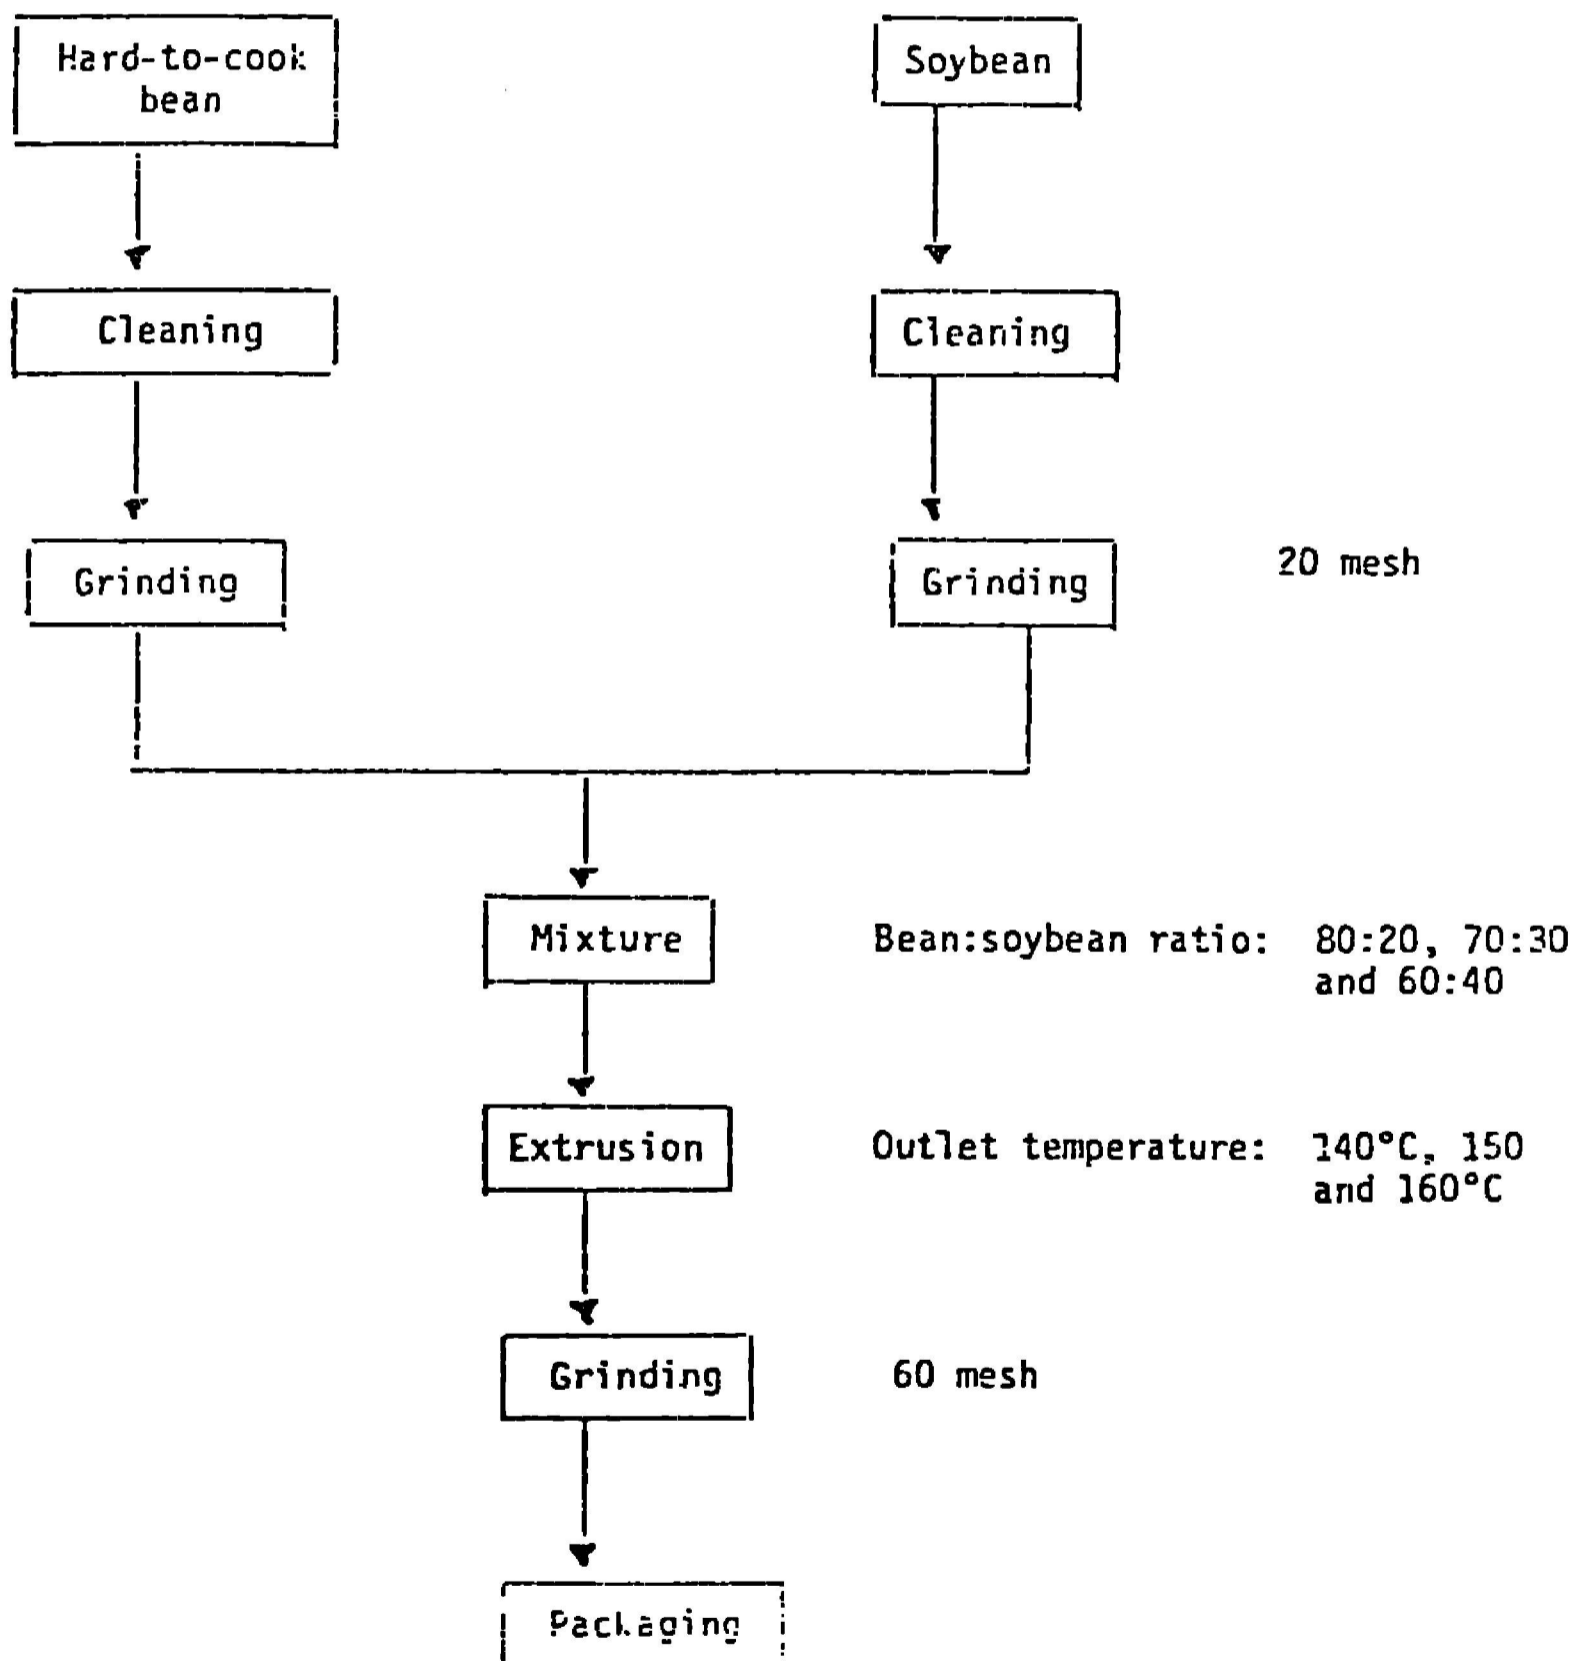 Hard-to-cook
bean
Soybean
Cleaning
Cleaning
Grinding
Grinding
20 mesh
Mixture
Bean:soybean ratio: 80:20, 70:30
and 60:40
Extrusion
Outlet temperature: 140°C, 150
and 160°C
Grinding
60 mesh
Packaging